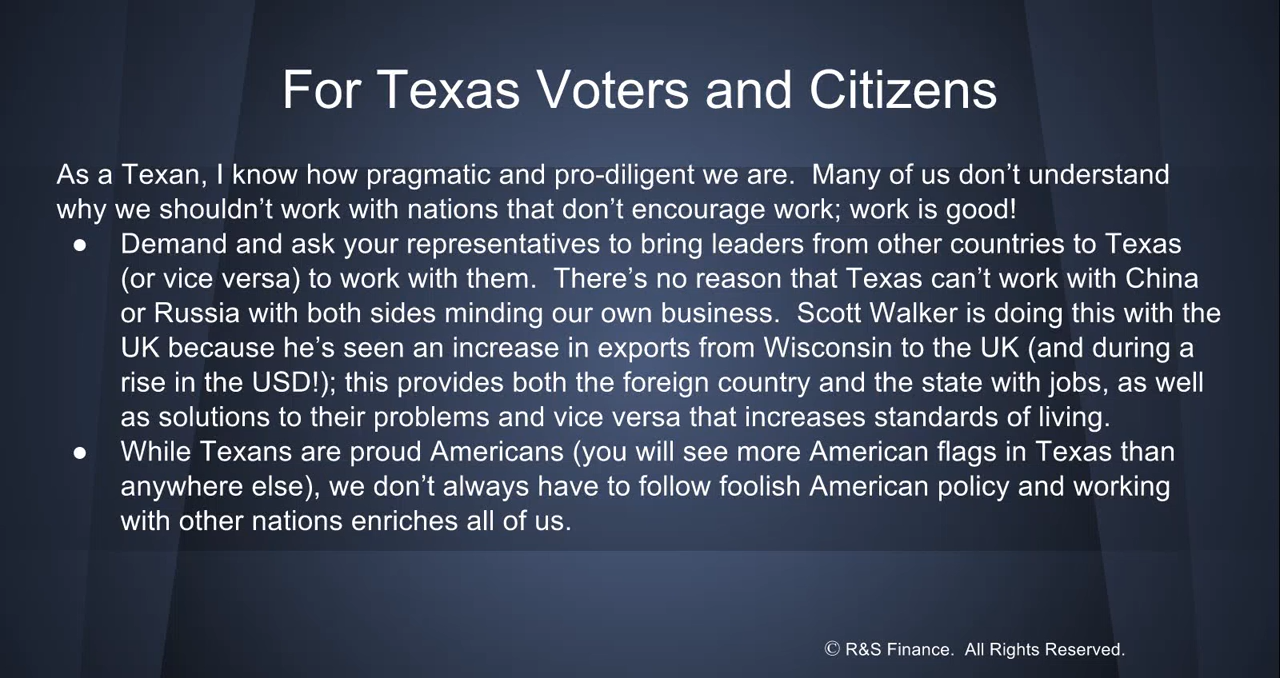 For Texas Voters and Citizens
As a Texan, I know how pragmatic and pro-diligent we are.  Many of us don’t understand
why we shouldn’t work with nations that don’t encourage work; work is good!
● Demand and ask your representatives to bring leaders from other countries to Texas
(or vice versa) to work with them.  There’s no reason that Texas can’t work with China
or Russia with both sides minding our own business.  Scott Walker is doing this with the
UK because he’s seen an increase in exports from Wisconsin to the UK (and during a
rise in the USD!); this provides both the foreign country and the state with jobs, as well
as solutions to their problems and vice versa that increases standards of living.
● While Texans are proud Americans (you will see more American flags in Texas than
anywhere else), we don’t always have to follow foolish American policy and working
with other nations enriches all of us.
© R&S Finance.  All Rights Reserved.